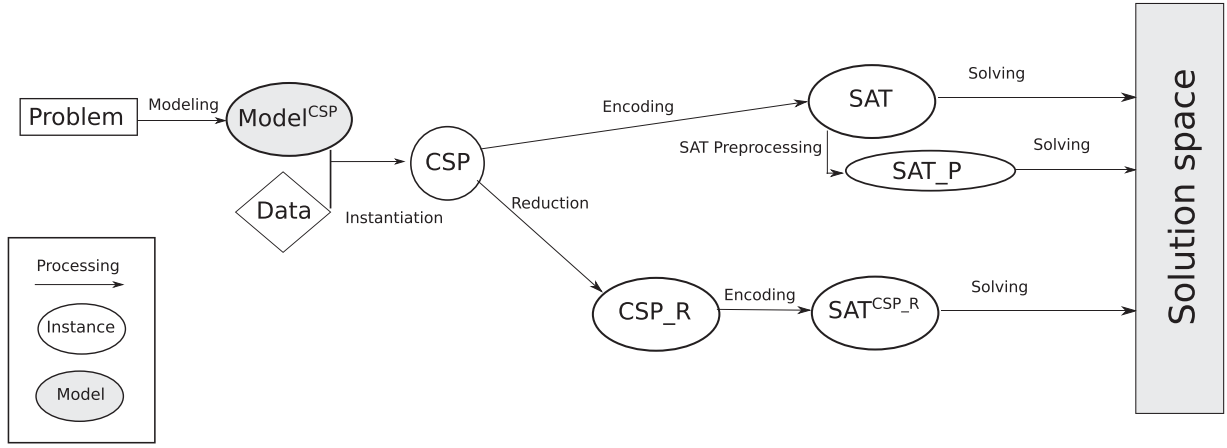 Problem
Modeling
Model^CSP
Data
Instantiation
CSP
Encoding
SAT
Solving
SAT Preprocessing
SAT_P
Solving
Reduction
CSP_R
Encoding
SAT^CSP_R
Solving
Solution space
Processing
Instance
Model